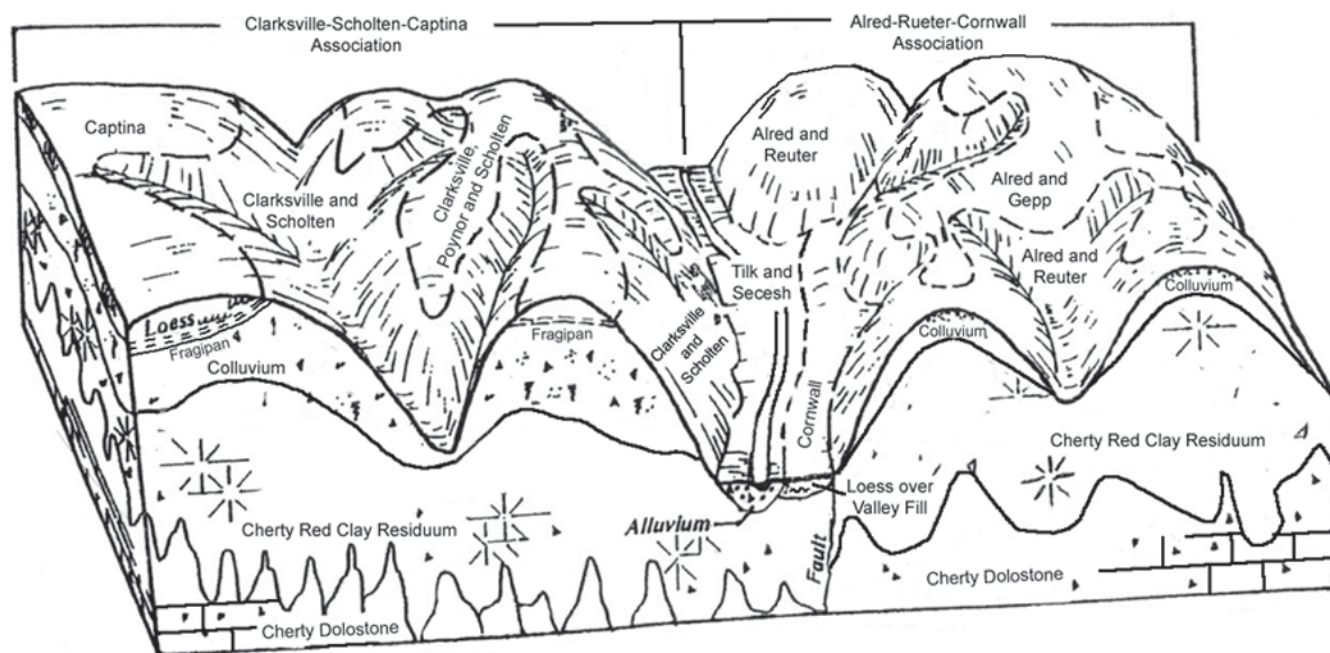 Clarksville-Scholten-Captina
Association
Alred-Rueter-Cornwall
Association
Captina
Clarksville and
Scholten
Clarksville,
Poynor and Scholten
Alred and
Reuter
Alred and
Gepp
Alred and
Reuter
Tilk and
Secesh
Clarksville
and
Scholten
Cornwall
Loess
Fragipan
Colluvium
Fragipan
Colluvium
Colluvium
Cherty Red Clay Residuum
Loess over
Valley Fill
Alluvium
Cherty Red Clay Residuum
Fault
Cherty Dolostone
Cherty Dolostone